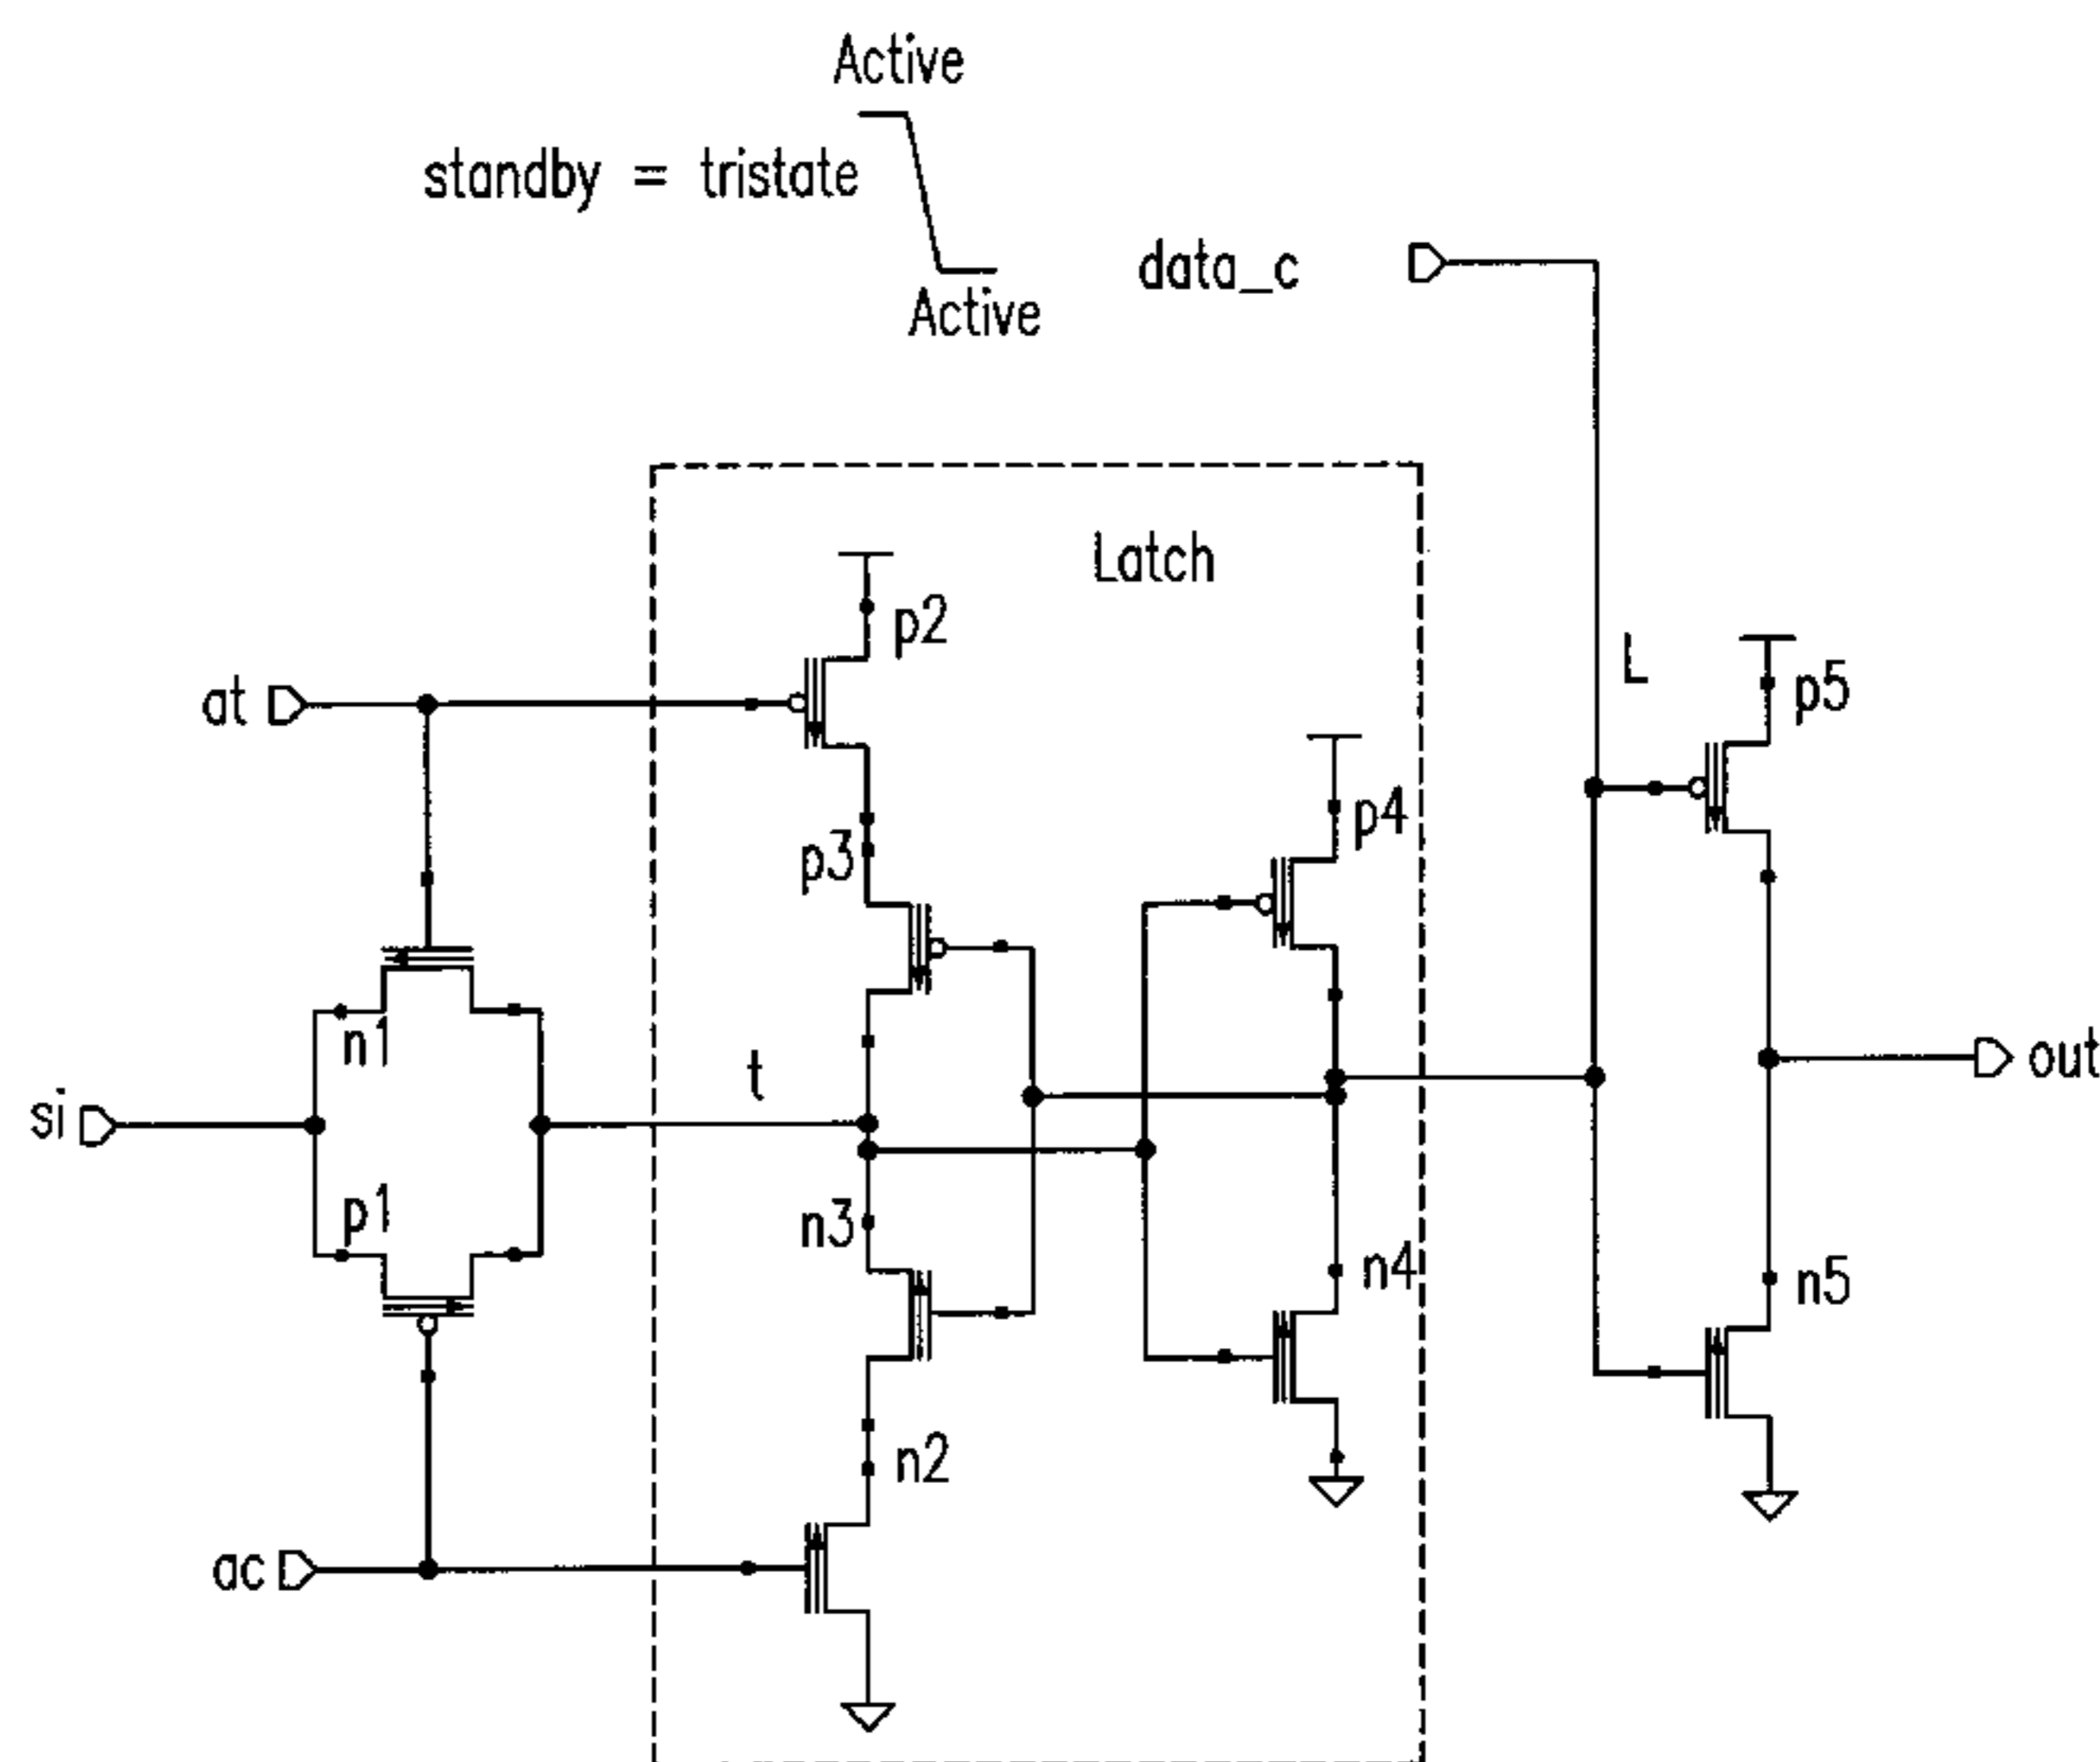 Active
standby = tristate
Active
data_c
Latch
p2
L
p5
at
p3
p4
t
n1
si
out
p1
n3
n4
n5
n2
ac